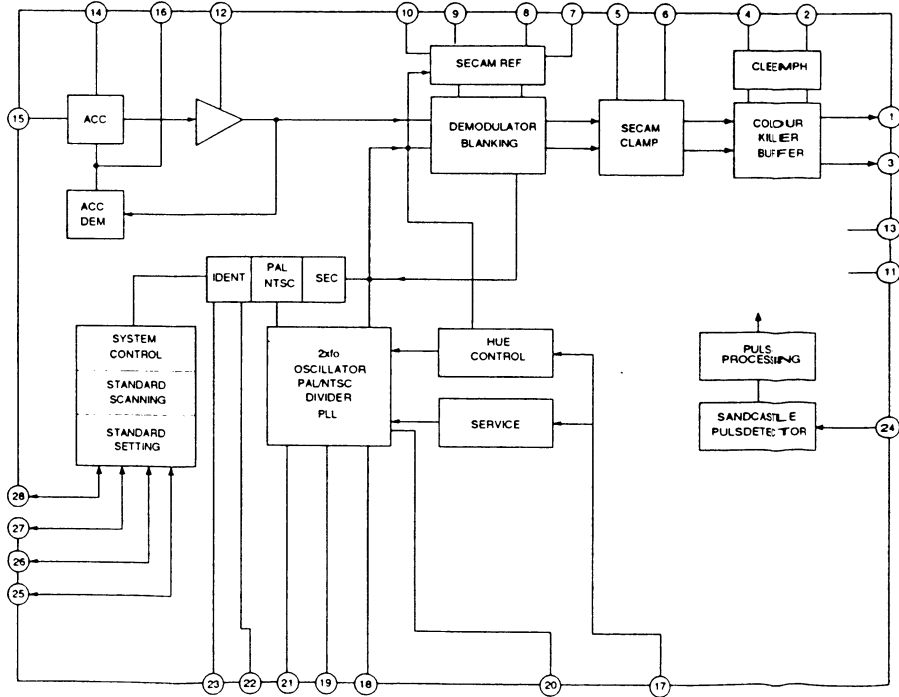 14
16
12
10
9
8
7
5
6
4
2
SECAM REF
CLEEIMPH
15
ACC
DEMODULATOR
BLANKING
SECAM
CLAMP
COLOUR
KILLER
BUFFER
1
3
ACC
DEM
13
11
IDENT
PAL
NTSC
SEC
SYSTEM
CONTROL
STANDARD
SCANNING
STANDARD
SETTING
2xfo
OSCILLATOR
PAL/NTSC
DIVIDER
PLL
HUE
CONTROL
SERVICE
PULS
PROCESSING
SANDCASTLE
PULSDETECTOR
24
28
27
26
25
23
22
21
19
18
20
17